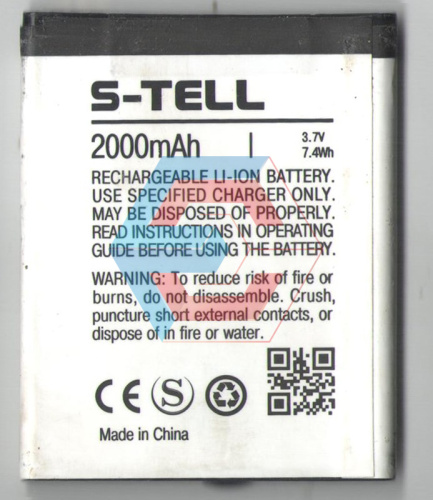 S-TELL
2000mAh | 3.7V
7.4Wh
RECHARGEABLE LI-ION BATTERY.
USE SPECIFIED CHARGER ONLY.
MAY BE DISPOSED OF PROPERLY.
READ INSTRUCTIONS IN OPERATING
GUIDE BEFORE USING THE BATTERY.
WARNING: To reduce risk of fire or
burns, do not disassemble. Crush,
puncture short external contacts, or
dispose of in fire or water.
CE S
Made in China